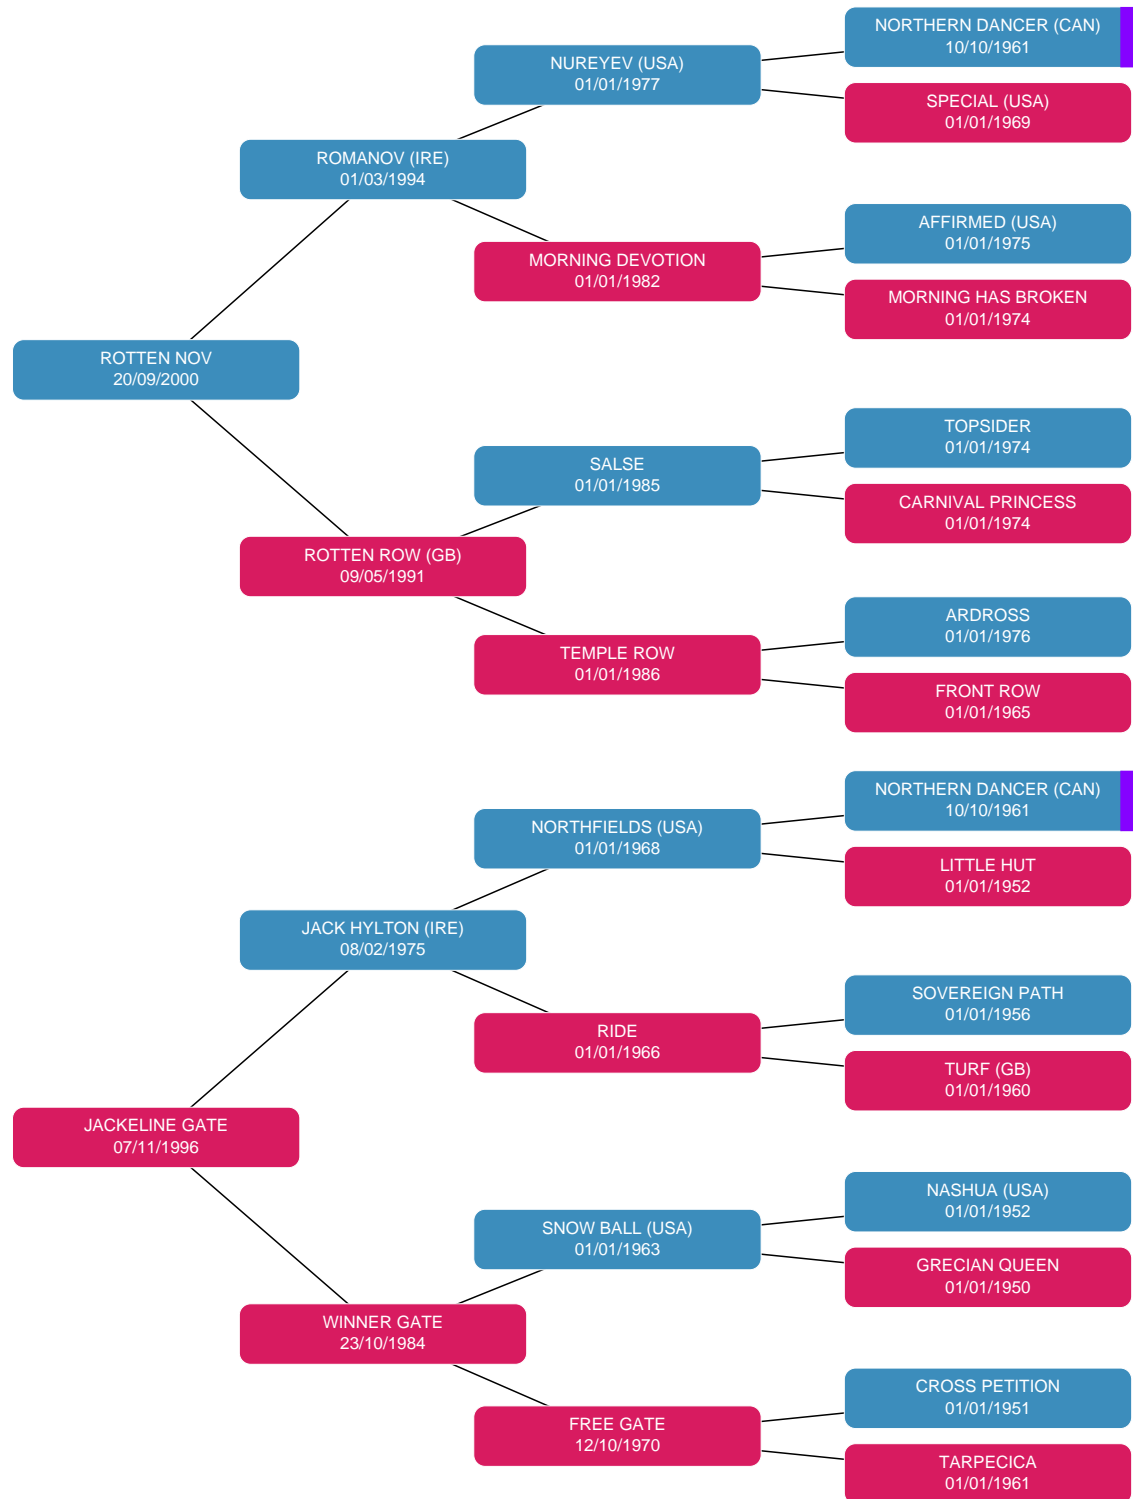 NORTHERN DANCER (CAN)
10/10/1961
NUREYEV (USA)
01/01/1977
SPECIAL (USA)
01/01/1969
ROMANOV (IRE)
01/03/1994
AFFIRMED (USA)
01/01/1975
MORNING DEVOTION
01/01/1982
MORNING HAS BROKEN
01/01/1974
ROTTEN NOV
20/09/2000
TOPSIDER
01/01/1974
SALSE
01/01/1985
CARNIVAL PRINCESS
01/01/1974
ROTTEN ROW (GB)
09/05/1991
ARDROSS
01/01/1976
TEMPLE ROW
01/01/1986
FRONT ROW
01/01/1965
NORTHERN DANCER (CAN)
10/10/1961
NORTHFIELDS (USA)
01/01/1968
LITTLE HUT
01/01/1952
JACK HYLTON (IRE)
08/02/1975
SOVEREIGN PATH
01/01/1956
RIDE
01/01/1966
TURF (GB)
01/01/1960
JACKELINE GATE
07/11/1996
NASHUA (USA)
01/01/1952
SNOW BALL (USA)
01/01/1963
GRECIAN QUEEN
01/01/1950
WINNER GATE
23/10/1984
CROSS PETITION
01/01/1951
FREE GATE
12/10/1970
TARPECICA
01/01/1961